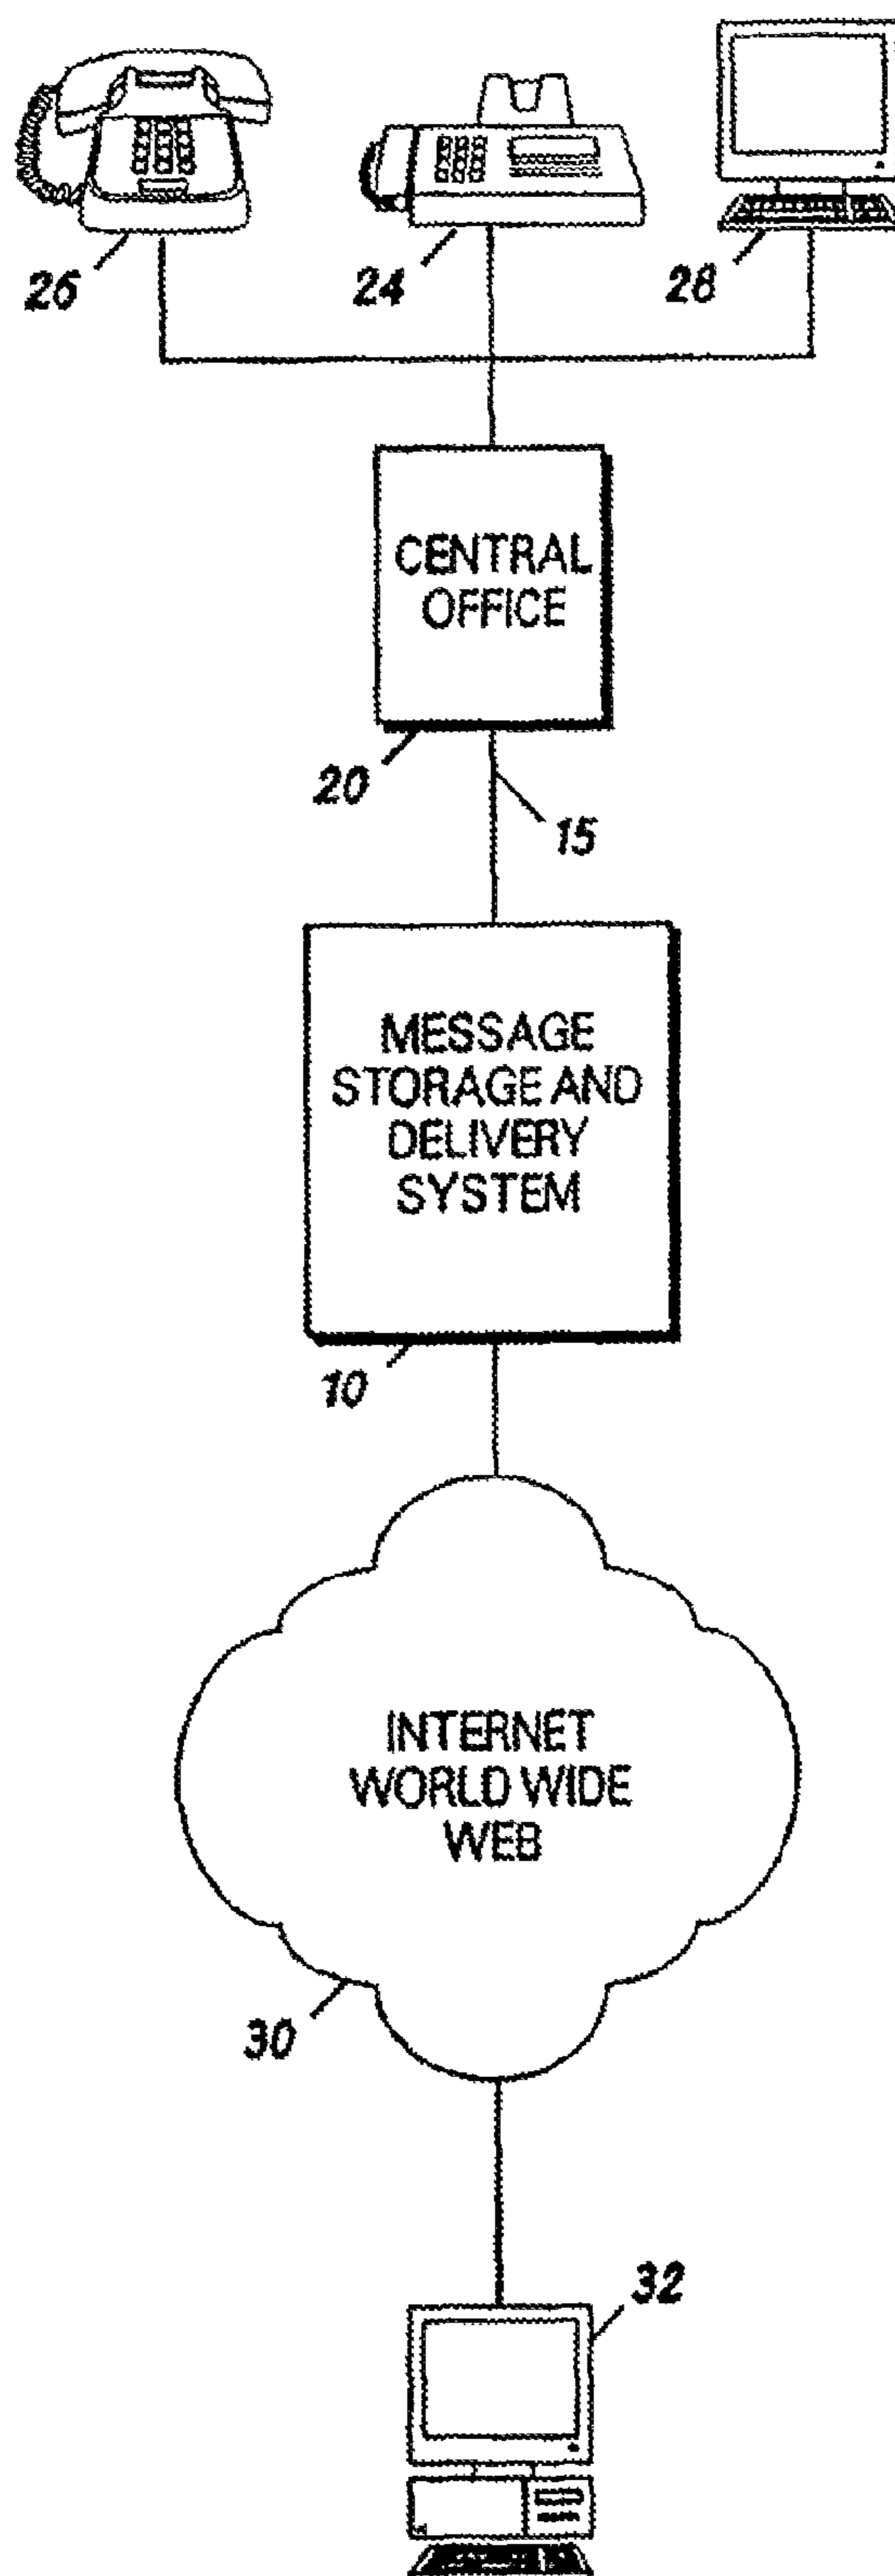 26
24
28
CENTRAL
OFFICE
20
15
MESSAGE
STORAGE AND
DELIVERY
SYSTEM
10
INTERNET
WORLD WIDE
WEB
30
32